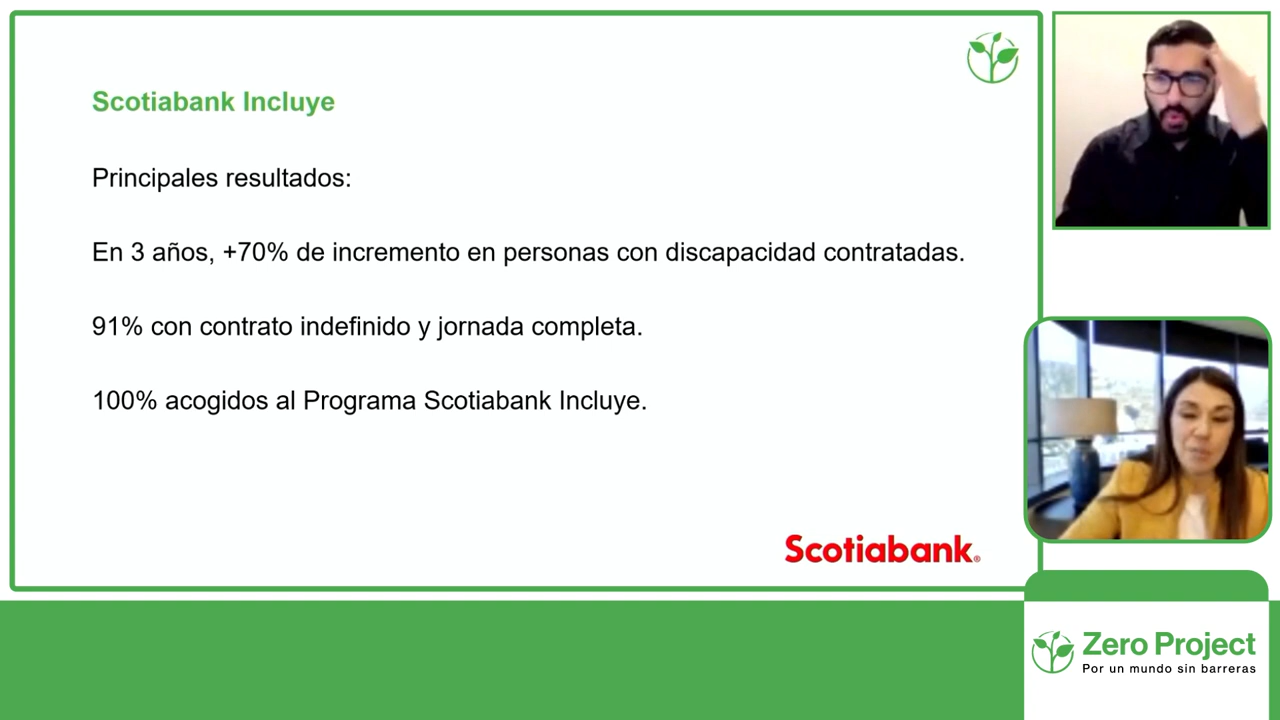 Scotiabank Incluye
Principales resultados:
En 3 años, +70% de incremento en personas con discapacidad contratadas.
91% con contrato indefinido y jornada completa.
100% acogidos al Programa Scotiabank Incluye.
Scotiabank®
Zero Project
Por un mundo sin barreras